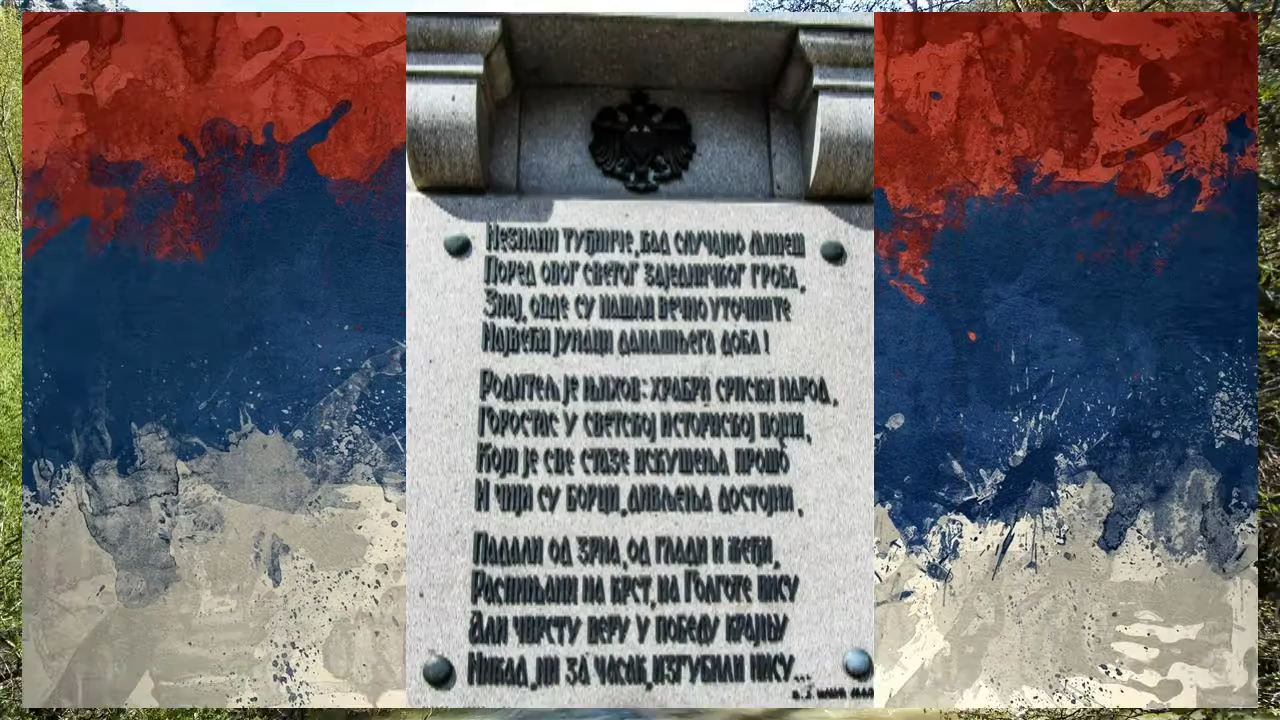 Незнани туђинче, кад случајно минеш
Поред овог светог заједничког гроба,
Знај, овде су нашли вечно уточиште
Највећи јунаци данашњега доба!
Родитељ је њихов: храбри српски народ,
Горостас у светској историској војни,
Који је све стазе искушења прошо
И чији су борци, дивљења достојни,
Падали од зрна, од глади и жеђи,
Распињани на крст, на Голготе вису
Али чврсту веру у победу крајњу
Никад, ни за часак, изгубили нису...